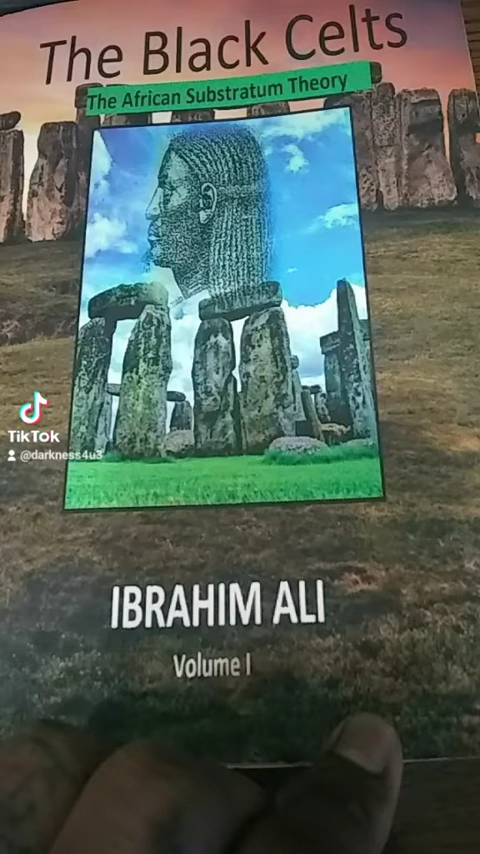 The Black Celts
The African Substratum Theory
TikTok
@darkness4u3
IBRAHIM ALI
Volume I